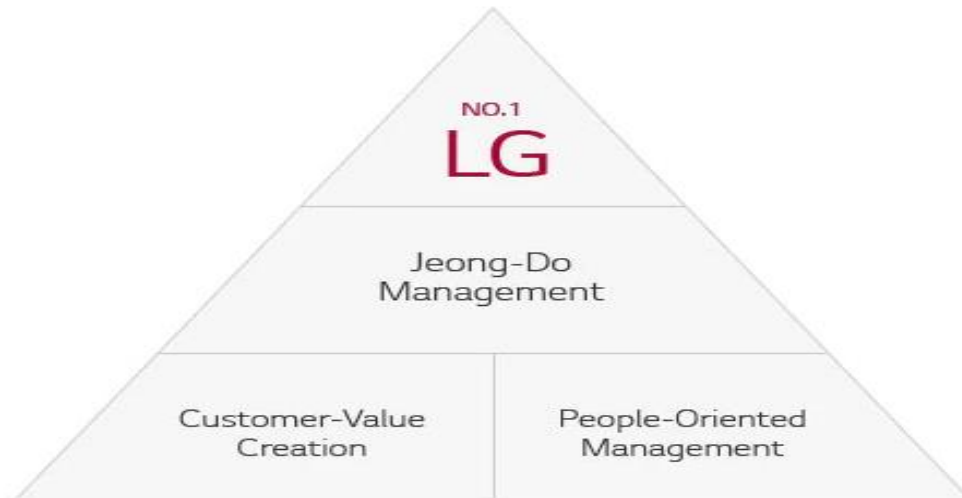 NO.1
LG
Jeong-Do
Management
Customer-Value
Creation
People-Oriented
Management